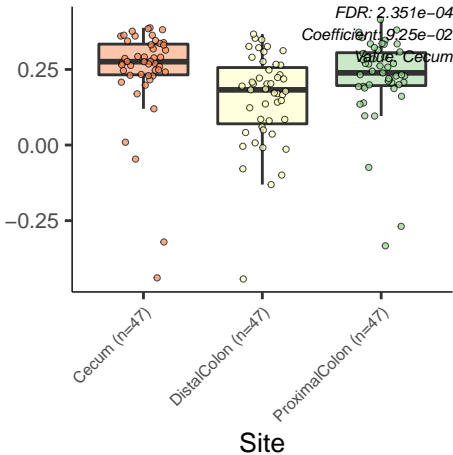 FDR: 2.351e−04
Coefficient: 9.25e−02
Value: Cecum
0.25
0.00
−0.25
Cecum (n=47)
DistalColon (n=47)
ProximalColon (n=47)
Site